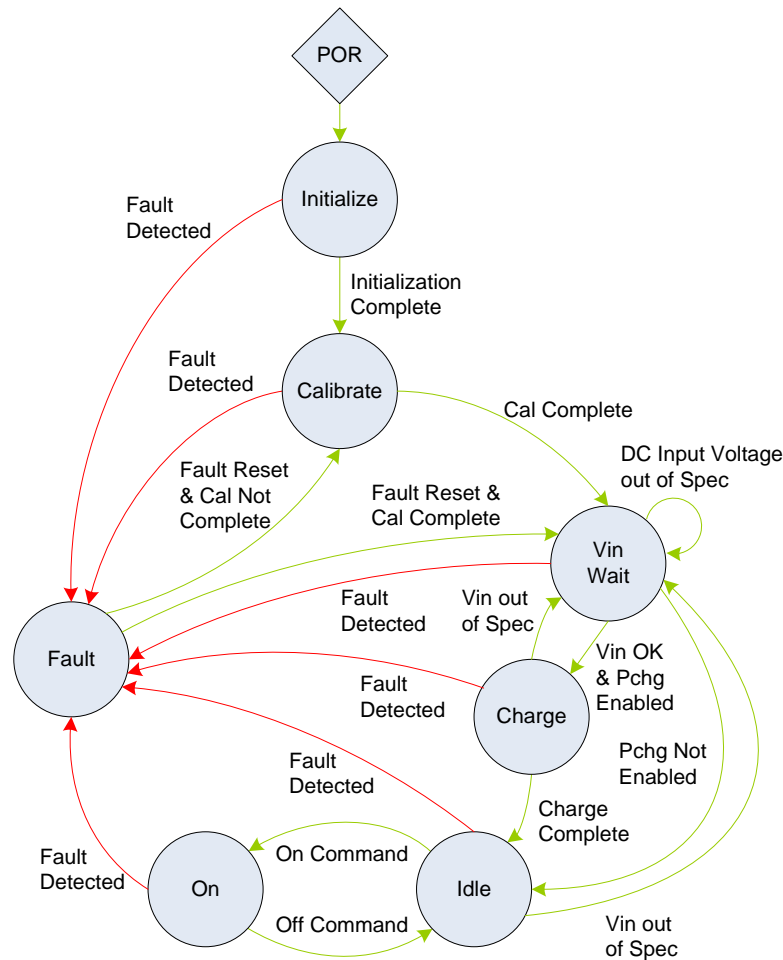 POR
Initialize
Fault
Detected
Initialization
Complete
Fault
Detected
Calibrate
Cal Complete
DC Input Voltage
out of Spec
Fault Reset
& Cal Not
Complete
Fault Reset &
Cal Complete
Vin
Wait
Fault
Detected
Vin out
of Spec
Fault
Vin OK
& Pchg
Enabled
Fault
Detected
Charge
Pchg Not
Enabled
Fault
Detected
Charge
Complete
On Command
Fault
Detected
On
Idle
Off Command
Vin out
of Spec